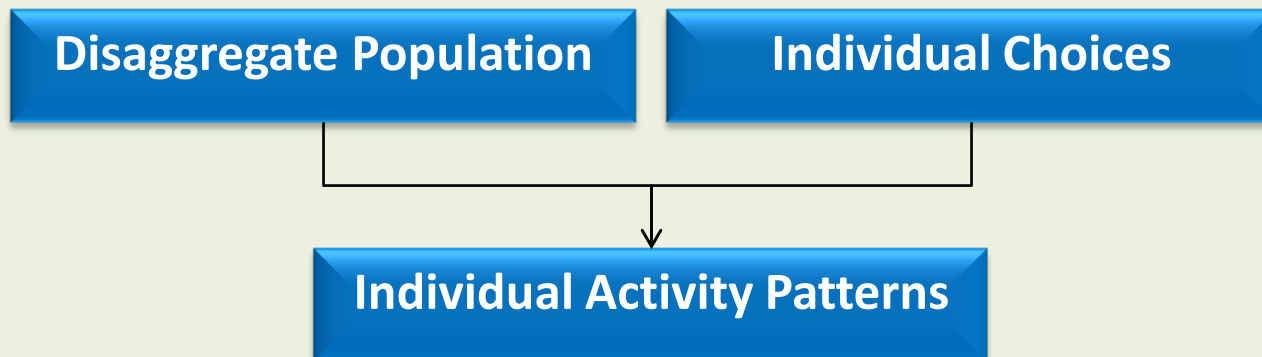 Disaggregate Population
Individual Choices
Individual Activity Patterns